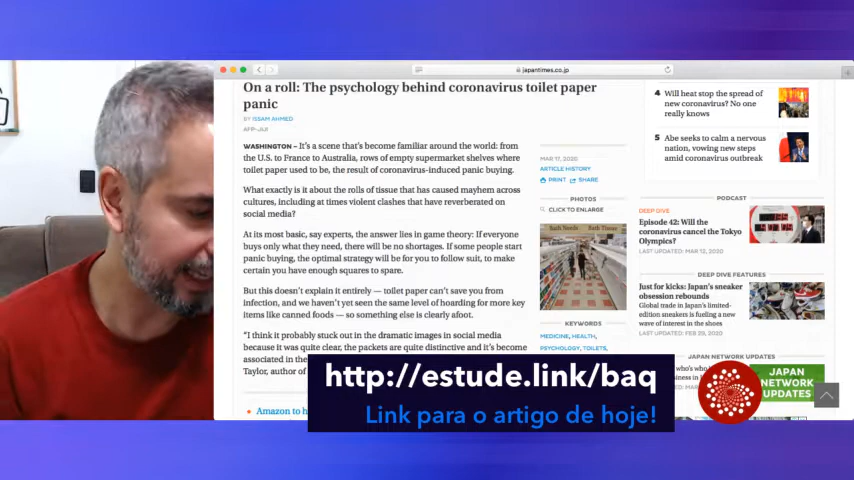 japantimes.co.jp
On a roll: The psychology behind coronavirus toilet paper
panic
BY ISSAM AHMED
AFP-JIJI
WASHINGTON – It's a scene that's become familiar around the world: from
the U.S. to France to Australia, rows of empty supermarket shelves where
toilet paper used to be, the result of coronavirus-induced panic buying.
What exactly is it about the rolls of tissue that has caused mayhem across
cultures, including at times violent clashes that have reverberated on
social media?
At its most basic, say experts, the answer lies in game theory: If everyone
buys only what they need, there will be no shortages. If some people start
panic buying, the optimal strategy will be for you to follow suit, to make
certain you have enough squares to spare.
But this doesn't explain it entirely — toilet paper can't save you from
infection, and we haven't yet seen the same level of hoarding for more key
items like canned foods — so something else is clearly afoot.
"I think it probably stuck out in the dramatic images in social media
because it was quite clear, the packets are quite distinctive and it's become
associated in the
Taylor, author of
Amazon to h
MAR 17, 2020
ARTICLE HISTORY
PRINT SHARE
PHOTOS
CLICK TO ENLARGE
Bath Needs Bath Tissue
KEYWORDS
MEDICINE, HEALTH,
PSYCHOLOGY, TOILETS,
4 Will heat stop the spread of
new coronavirus? No one
really knows
5 Abe seeks to calm a nervous
nation, vowing new steps
amid coronavirus outbreak
PODCAST
DEEP DIVE
Episode 42: Will the
coronavirus cancel the Tokyo
Olympics?
LAST UPDATED: MAR 12, 2020
DEEP DIVE FEATURES
Just for kicks: Japan's sneaker
obsession rebounds
Global trade in Japan's limited-
edition sneakers is fueling a new
wave of interest in the shoes
LAST UPDATED: FEB 29, 2020
JAPAN NETWORK UPDATES
who's who
JAPAN
NETWORK
UPDATES
http://estude.link/baq
Link para o artigo de hoje!